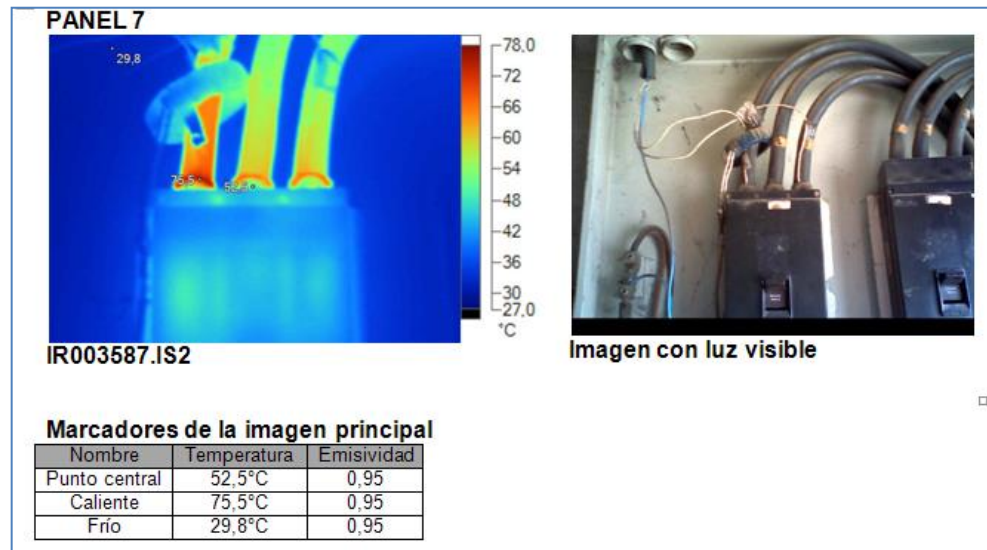 PANEL 7
29,8
75,5
52,5
78,0
72
66
60
54
48
42
36
30
27,0
°C
IR003587.IS2
Imagen con luz visible
Marcadores de la imagen principal
Nombre Temperatura Emisividad
Punto central 52,5°C 0,95
Caliente 75,5°C 0,95
Frío 29,8°C 0,95